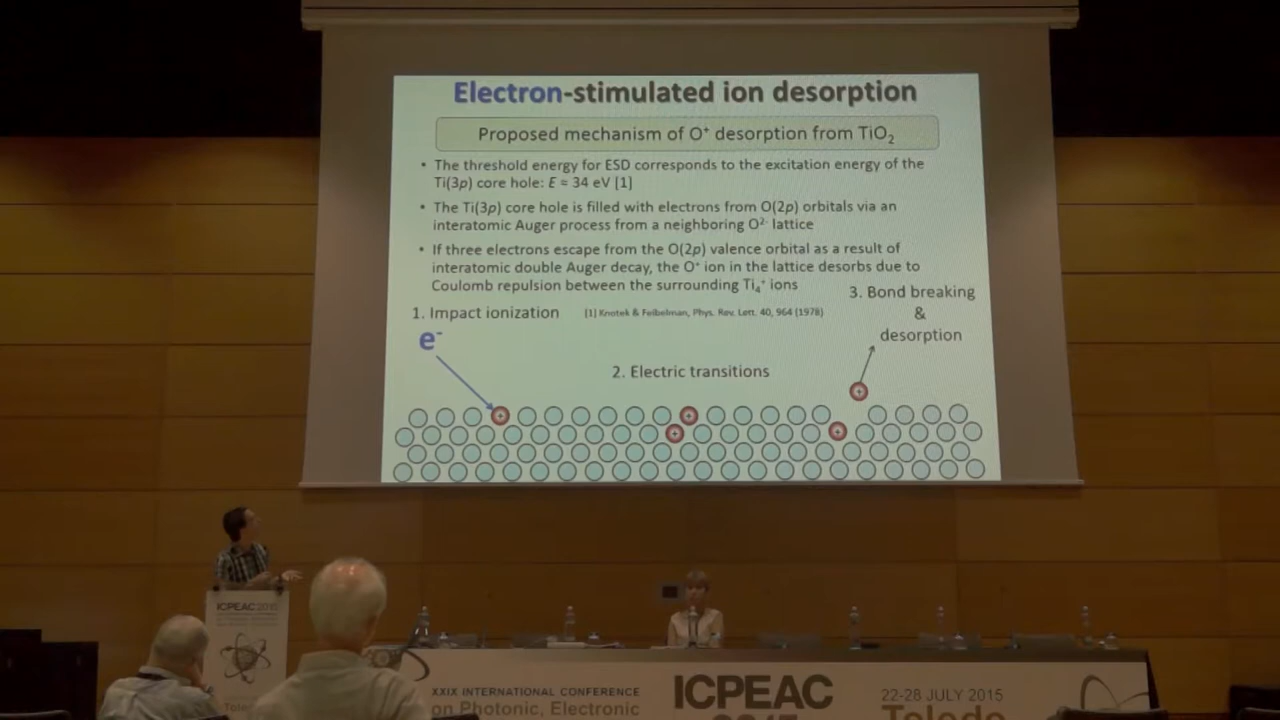 Electron-stimulated ion desorption
Proposed mechanism of O⁺ desorption from TiO₂
• The threshold energy for ESD corresponds to the excitation energy of the
Ti(3p) core hole: E ≈ 34 eV [1]
• The Ti(3p) core hole is filled with electrons from O(2p) orbitals via an
interatomic Auger process from a neighboring O²⁻ lattice
• If three electrons escape from the O(2p) valence orbital as a result of
interatomic double Auger decay, the O⁺ ion in the lattice desorbs due to
Coulomb repulsion between the surrounding Ti₄⁺ ions
1. Impact ionization
[1] Knotek & Feibelman, Phys. Rev. Lett. 40, 964 (1978)
3. Bond breaking
&
desorption
e⁻
2. Electric transitions
+
+
+
+
+
ICPEAC 2015
XXIX INTERNATIONAL CONFERENCE
on Photonic, Electronic
ICPEAC
2015
22-28 JULY 2015
Toledo